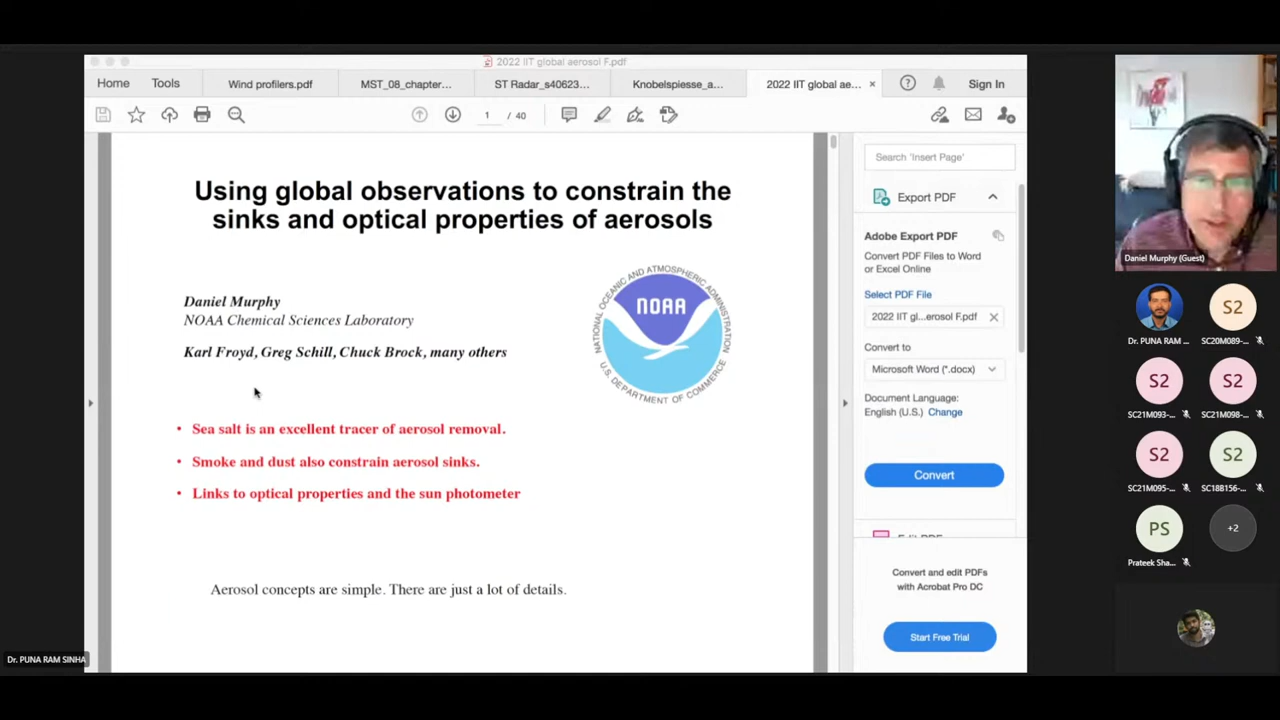 2022 IIT global aerosol F.pdf
Home
Tools
Wind profilers.pdf
MST_08_chapter...
ST Radar_s40623...
Knobelspiesse_a...
2022 IIT global ae...
Sign In
1 / 40
Using global observations to constrain the
sinks and optical properties of aerosols
Daniel Murphy
NOAA Chemical Sciences Laboratory
Karl Froyd, Greg Schill, Chuck Brock, many others
NATIONAL OCEANIC AND ATMOSPHERIC ADMINISTRATION
NOAA
U.S. DEPARTMENT OF COMMERCE
• Sea salt is an excellent tracer of aerosol removal.
• Smoke and dust also constrain aerosol sinks.
• Links to optical properties and the sun photometer
Aerosol concepts are simple. There are just a lot of details.
Search 'Insert Page'
Export PDF
Adobe Export PDF
Convert PDF Files to Word
or Excel Online
Select PDF File
2022 IIT gl...erosol F.pdf
Convert to
Microsoft Word (*.docx)
Document Language:
English (U.S.) Change
Convert
Convert and edit PDFs
with Acrobat Pro DC
Start Free Trial
Daniel Murphy (Guest)
S2
Dr. PUNA RAM ...
SC20M089-...
S2
S2
SC21M093-...
SC21M098-...
S2
S2
SC21M095-...
SC18B156-...
PS
+2
Prateek Sha...
Dr. PUNA RAM SINHA